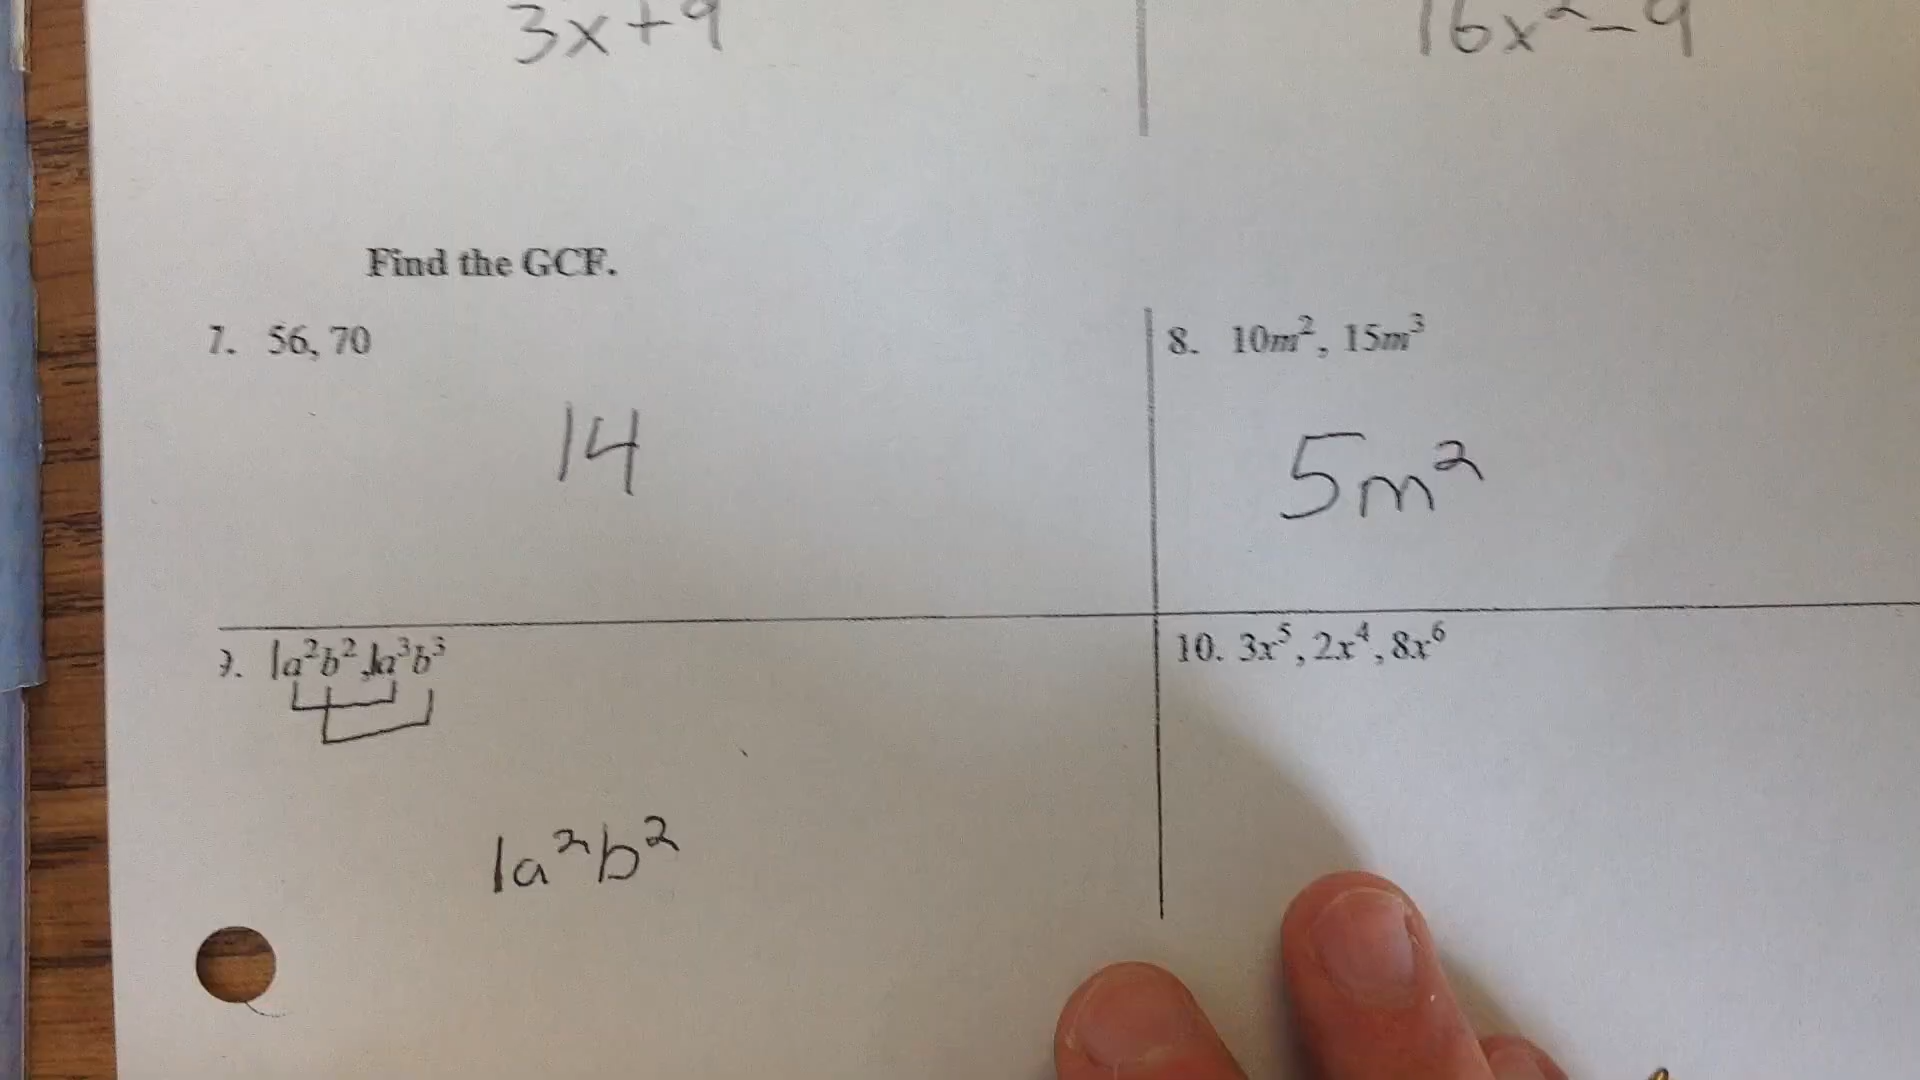 3x+9
16x²-9
Find the GCF.
7. 56, 70
14
8. 10m², 15m³
5m²
9. 1a²b², 1a³b³
1a²b²
10. 3x⁵, 2x⁴, 8x⁶